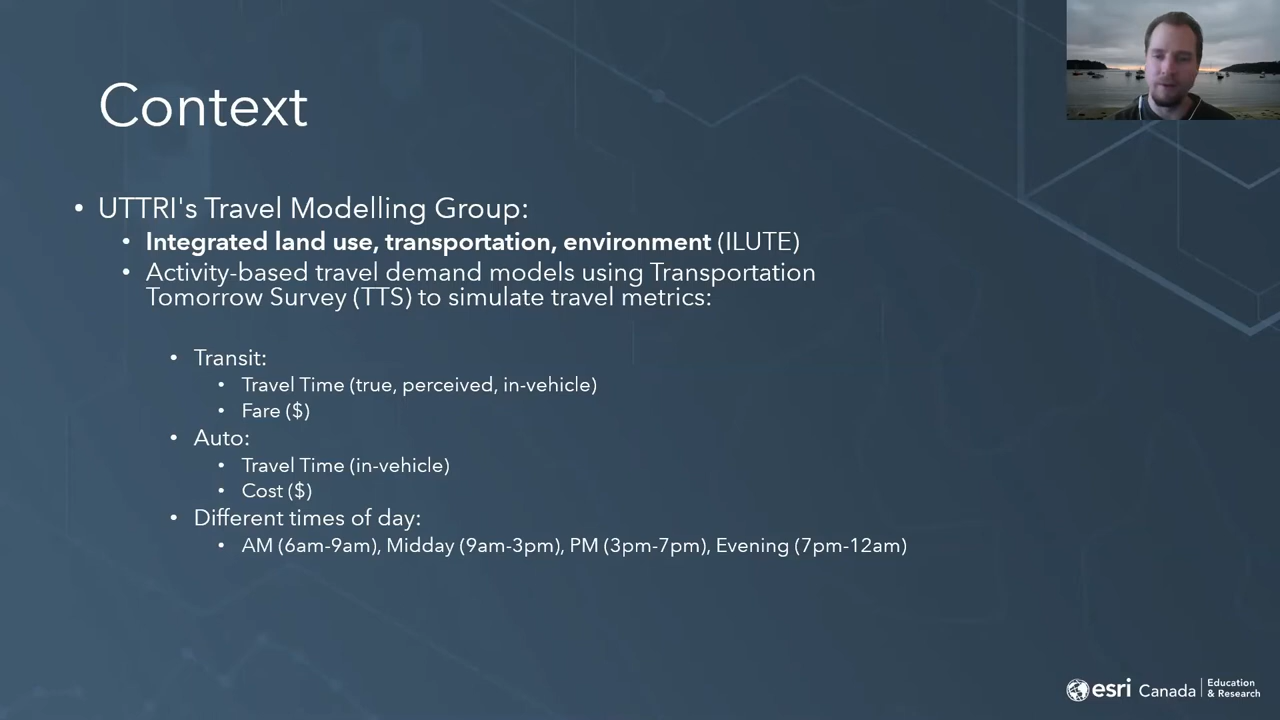 Context
• UTTRI's Travel Modelling Group:
• Integrated land use, transportation, environment (ILUTE)
• Activity-based travel demand models using Transportation
Tomorrow Survey (TTS) to simulate travel metrics:
• Transit:
• Travel Time (true, perceived, in-vehicle)
• Fare ($)
• Auto:
• Travel Time (in-vehicle)
• Cost ($)
• Different times of day:
• AM (6am-9am), Midday (9am-3pm), PM (3pm-7pm), Evening (7pm-12am)
esri Canada | Education
& Research